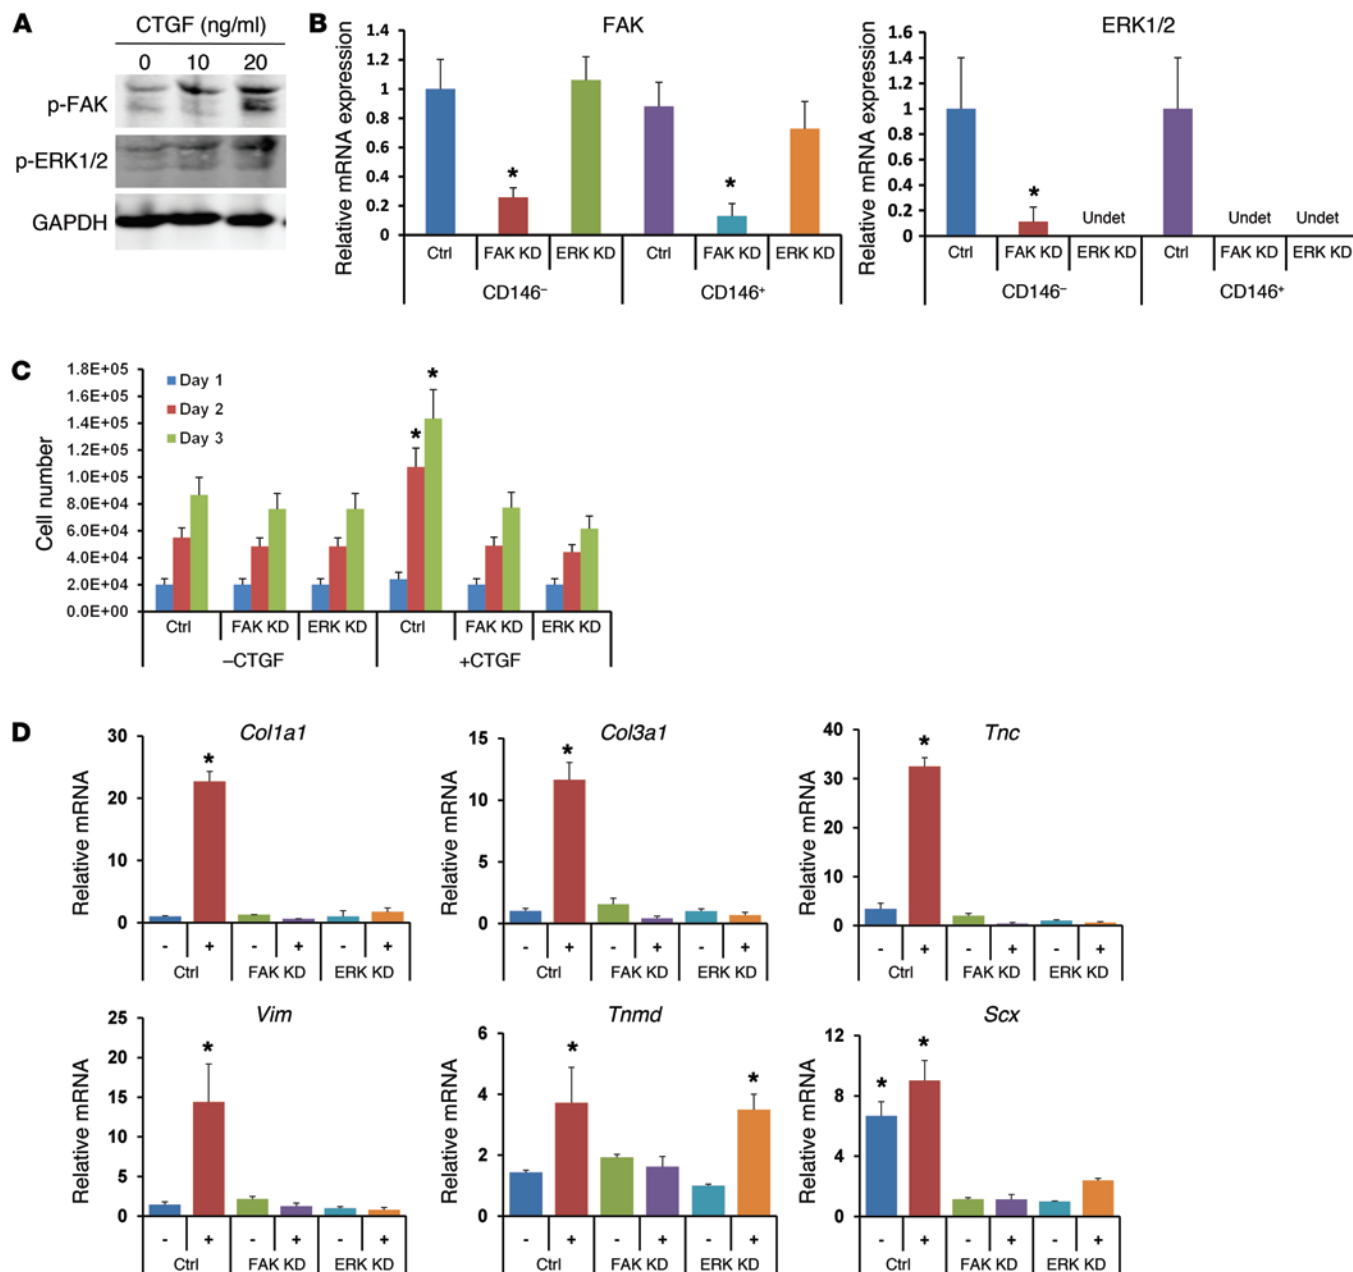 A
CTGF (ng/ml)
0 10 20
p-FAK
p-ERK1/2
GAPDH
B
FAK
Relative mRNA expression
1.4
1.2
1
0.8
0.6
0.4
0.2
0
* *
Ctrl FAK KD ERK KD Ctrl FAK KD ERK KD
CD146– CD146+
ERK1/2
Relative mRNA expression
1.6
1.4
1.2
1
0.8
0.6
0.4
0.2
0
* Undet Undet Undet
Ctrl FAK KD ERK KD Ctrl FAK KD ERK KD
CD146– CD146+
C
Cell number
1.8E+05
1.6E+05
1.4E+05
1.2E+05
1.0E+05
8.0E+04
6.0E+04
4.0E+04
2.0E+04
0.0E+00
Day 1
Day 2
Day 3
* *
Ctrl FAK KD ERK KD Ctrl FAK KD ERK KD
–CTGF +CTGF
D
Col1a1
Relative mRNA
30
20
10
0
*
- + - + - +
Ctrl FAK KD ERK KD
Col3a1
Relative mRNA
15
10
5
0
*
- + - + - +
Ctrl FAK KD ERK KD
Tnc
Relative mRNA
40
30
20
10
0
*
- + - + - +
Ctrl FAK KD ERK KD
Vim
Relative mRNA
25
20
15
10
5
0
*
- + - + - +
Ctrl FAK KD ERK KD
Tnmd
Relative mRNA
6
4
2
0
* *
- + - + - +
Ctrl FAK KD ERK KD
Scx
Relative mRNA
12
8
4
0
* *
- + - + - +
Ctrl FAK KD ERK KD